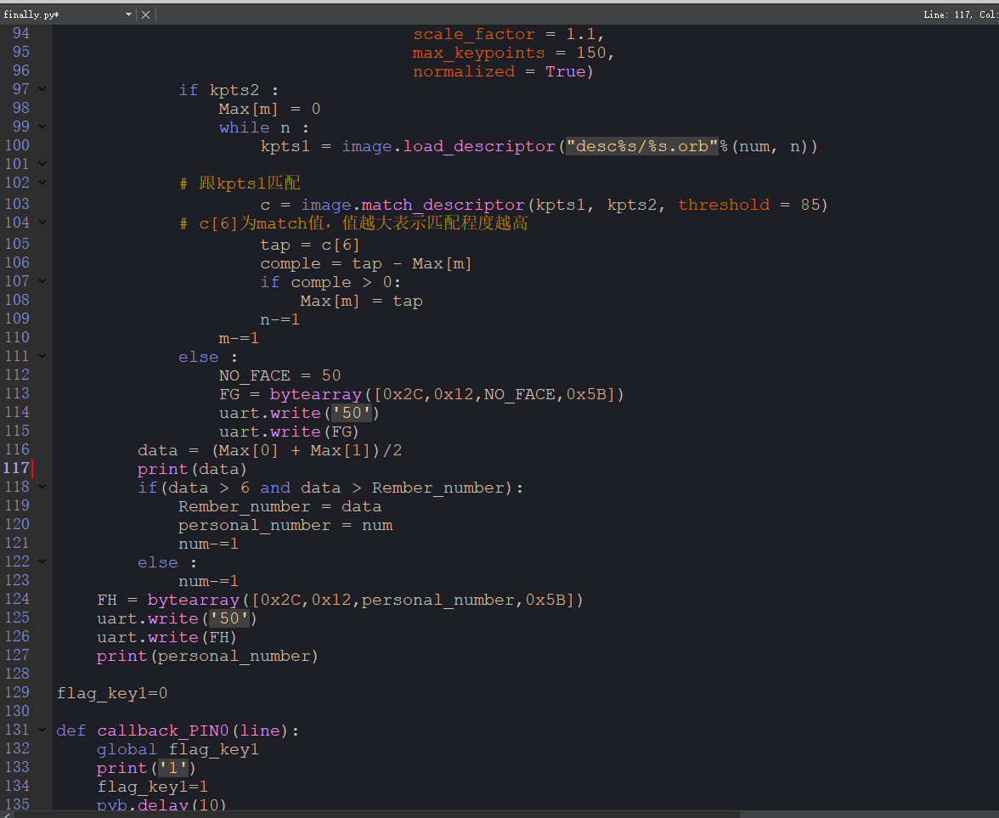 finally.py*
Line: 117, Col:
94 scale_factor = 1.1,
95 max_keypoints = 150,
96 normalized = True)
97 if kpts2 :
98 Max[m] = 0
99 while n :
100 kpts1 = image.load_descriptor("desc%s/%s.orb"%(num, n))
101
102 # 跟kpts1匹配
103 c = image.match_descriptor(kpts1, kpts2, threshold = 85)
104 # c[6]为match值，值越大表示匹配程度越高
105 tap = c[6]
106 comple = tap - Max[m]
107 if comple > 0:
108 Max[m] = tap
109 n-=1
110 m-=1
111 else :
112 NO_FACE = 50
113 FG = bytearray([0x2C,0x12,NO_FACE,0x5B])
114 uart.write('50')
115 uart.write(FG)
116 data = (Max[0] + Max[1])/2
117 print(data)
118 if(data > 6 and data > Rember_number):
119 Rember_number = data
120 personal_number = num
121 num-=1
122 else :
123 num-=1
124 FH = bytearray([0x2C,0x12,personal_number,0x5B])
125 uart.write('50')
126 uart.write(FH)
127 print(personal_number)
128
129 flag_key1=0
130
131 def callback_PIN0(line):
132 global flag_key1
133 print('1')
134 flag_key1=1
135 pyb.delay(10)